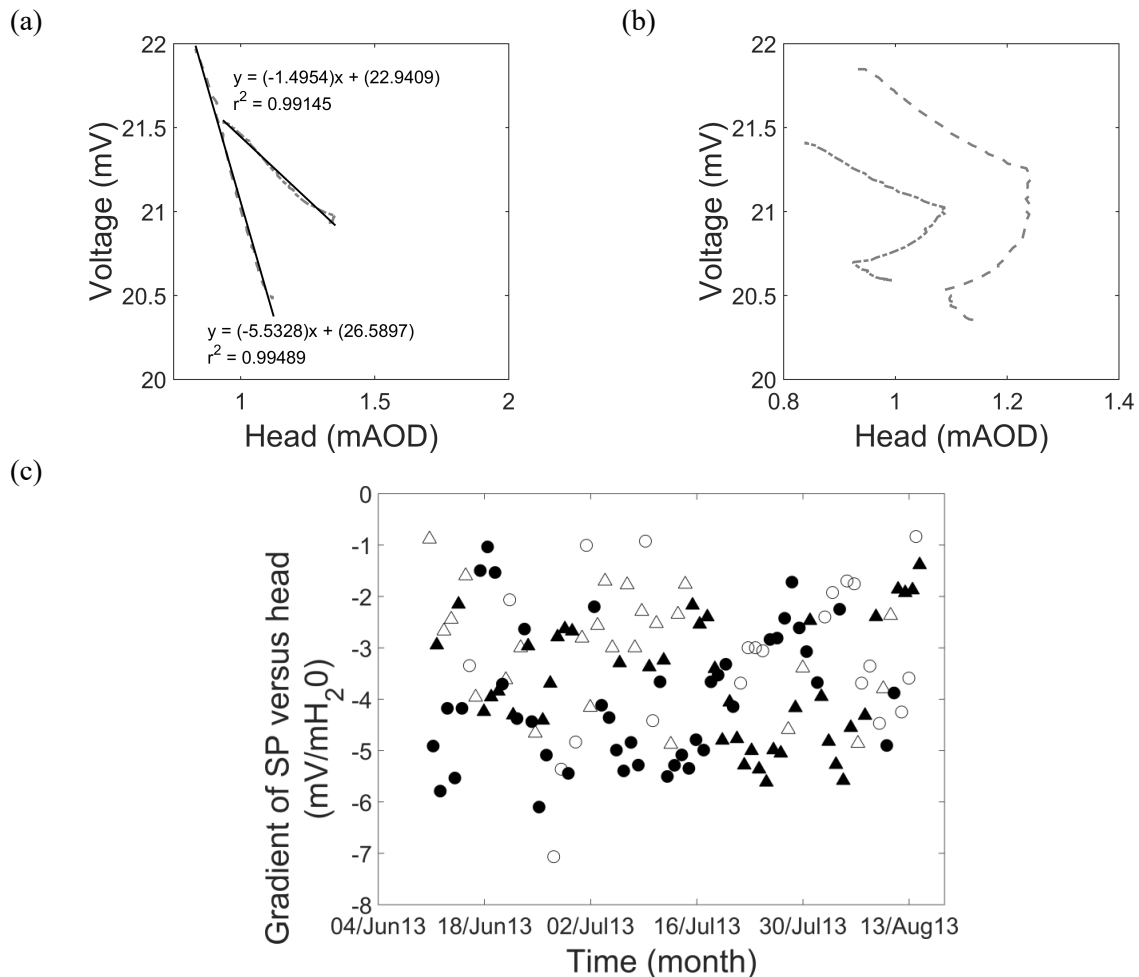 (a)
22
21.5
21
20.5
20
Voltage (mV)
y = (-1.4954)x + (22.9409)
r² = 0.99145
y = (-5.5328)x + (26.5897)
r² = 0.99489
1
1.5
2
Head (mAOD)
(b)
22
21.5
21
20.5
20
Voltage (mV)
0.8
1
1.2
1.4
Head (mAOD)
(c)
0
-1
-2
-3
-4
-5
-6
-7
-8
Gradient of SP versus head
(mV/mH_20)
04/Jun13
18/Jun13
02/Jul13
16/Jul13
30/Jul13
13/Aug13
Time (month)